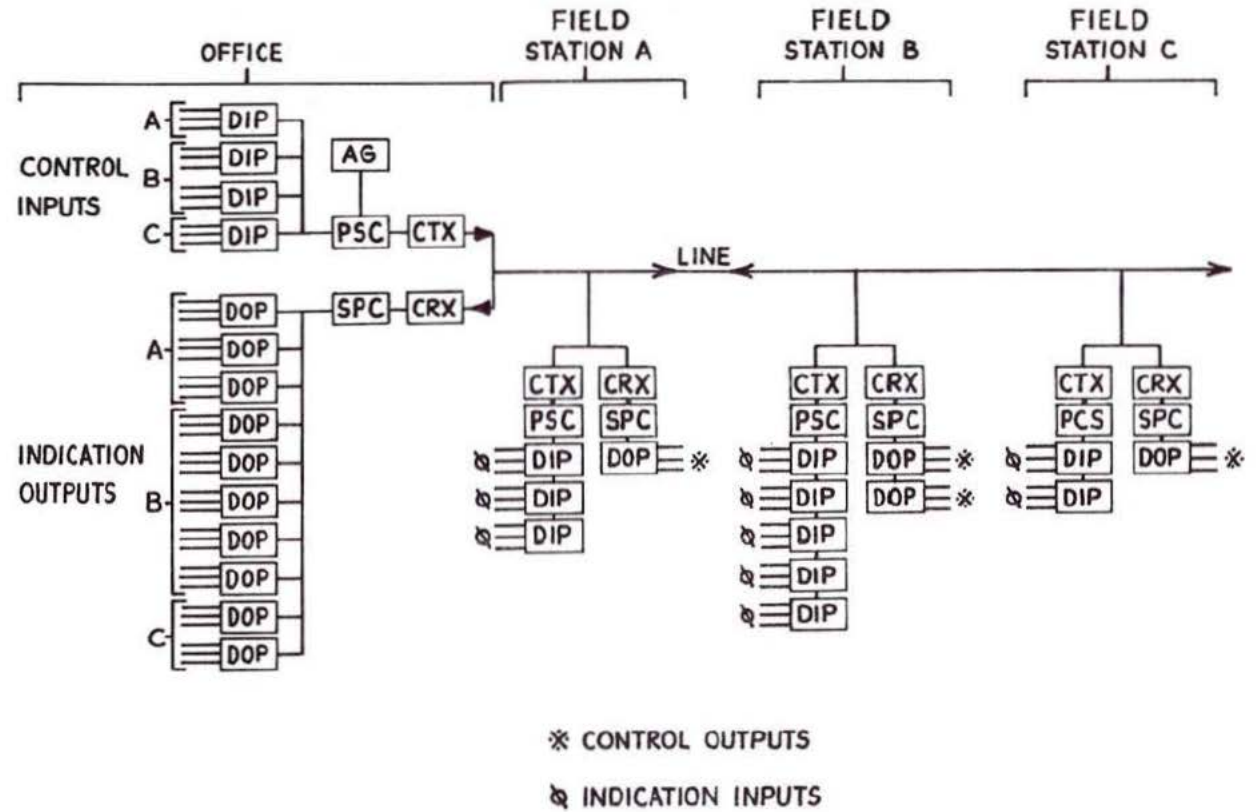 OFFICE
FIELD
STATION A
FIELD
STATION B
FIELD
STATION C
CONTROL
INPUTS
A
DIP
B
DIP
DIP
C
DIP
AG
PSC
CTX
LINE
SPC
CRX
INDICATION
OUTPUTS
A
DOP
DOP
DOP
B
DOP
DOP
DOP
DOP
DOP
C
DOP
DOP
CTX CRX
PSC SPC
ⱷ DIP DOP ※
ⱷ DIP
ⱷ DIP
CTX CRX
PSC SPC
ⱷ DIP DOP ※
ⱷ DIP DOP ※
ⱷ DIP
ⱷ DIP
ⱷ DIP
CTX CRX
PCS SPC
ⱷ DIP DOP ※
ⱷ DIP
※ CONTROL OUTPUTS
ⱷ INDICATION INPUTS